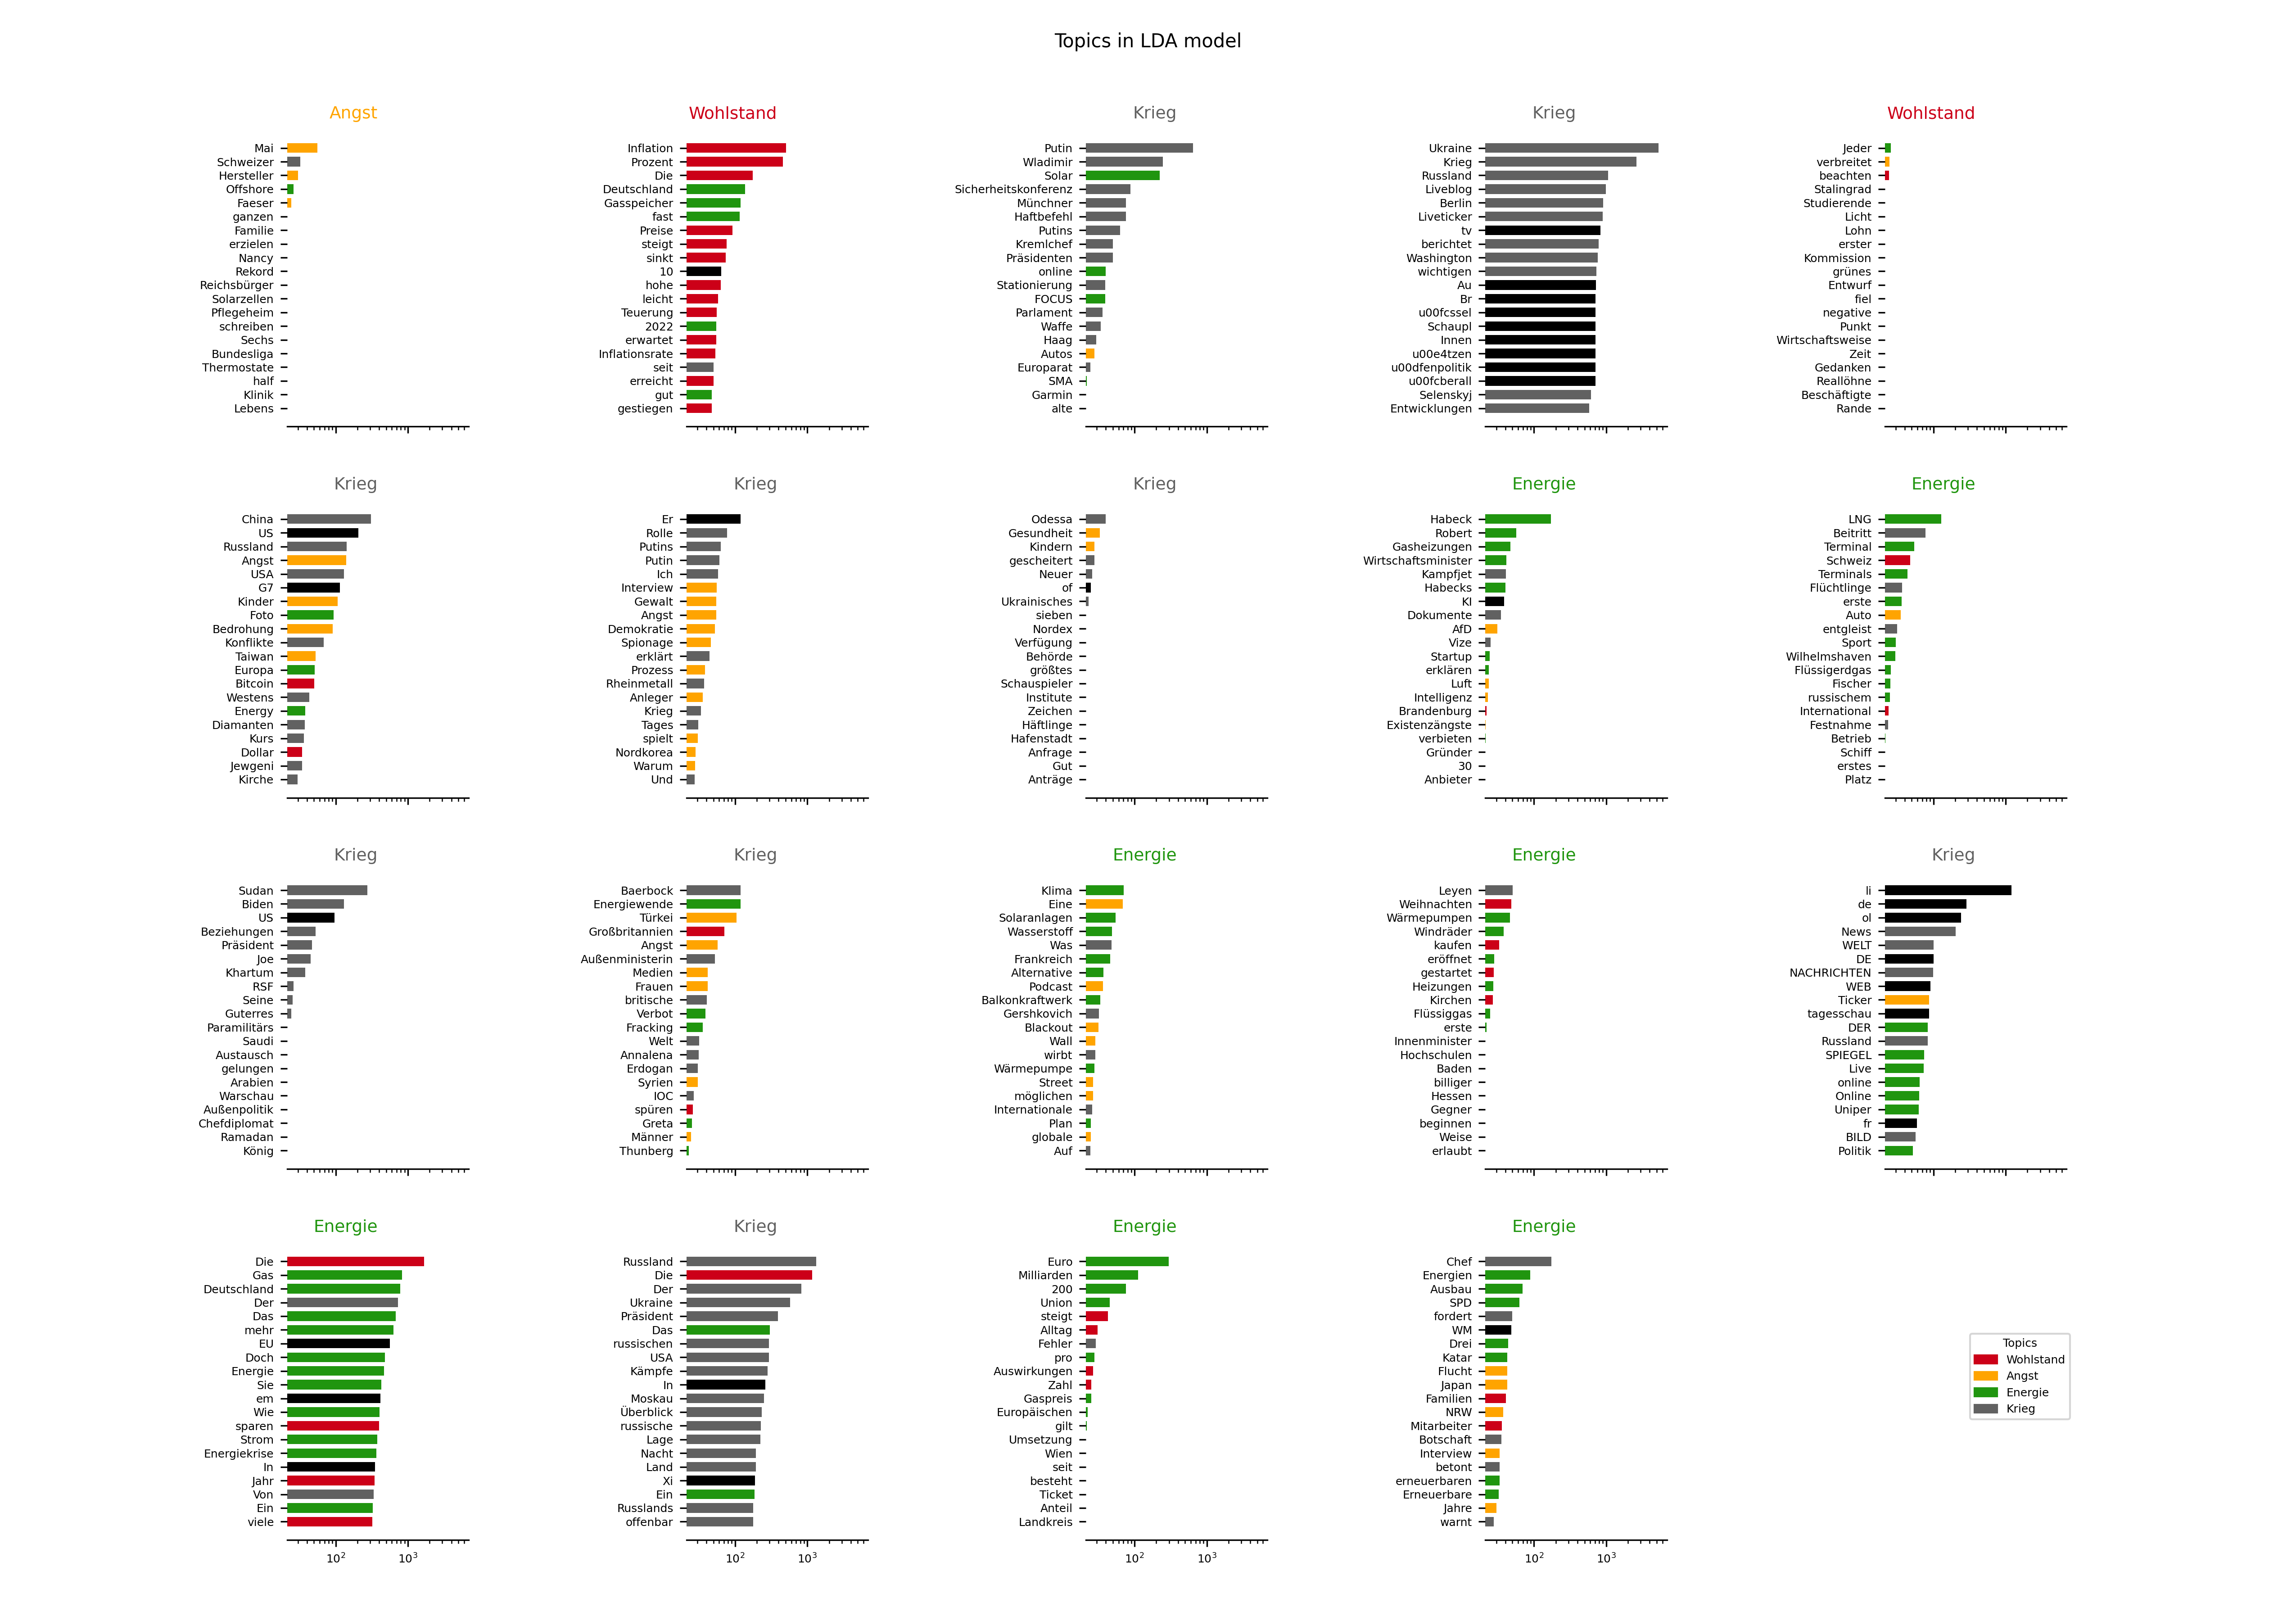 Topics in LDA model
Angst
Mai
Schweizer
Hersteller
Offshore
Faeser
ganzen
Familie
erzielen
Nancy
Rekord
Reichsbürger
Solarzellen
Pflegeheim
schreiben
Sechs
Bundesliga
Thermostate
half
Klinik
Lebens
Wohlstand
Inflation
Prozent
Die
Deutschland
Gasspeicher
fast
Preise
steigt
sinkt
10
hohe
leicht
Teuerung
2022
erwartet
Inflationsrate
seit
erreicht
gut
gestiegen
Krieg
Putin
Wladimir
Solar
Sicherheitskonferenz
Münchner
Haftbefehl
Putins
Kremlchef
Präsidenten
online
Stationierung
FOCUS
Parlament
Waffe
Haag
Autos
Europarat
SMA
Garmin
alte
Krieg
Ukraine
Krieg
Russland
Liveblog
Berlin
Liveticker
tv
berichtet
Washington
wichtigen
Au
Br
u00fcssel
Schaupl
Innen
u00e4tzen
u00dfenpolitik
u00fcberall
Selenskyj
Entwicklungen
Wohlstand
Jeder
verbreitet
beachten
Stalingrad
Studierende
Licht
Lohn
erster
Kommission
grünes
Entwurf
fiel
negative
Punkt
Wirtschaftsweise
Zeit
Gedanken
Reallöhne
Beschäftigte
Rande
Krieg
China
US
Russland
Angst
USA
G7
Kinder
Foto
Bedrohung
Konflikte
Taiwan
Europa
Bitcoin
Westens
Energy
Diamanten
Kurs
Dollar
Jewgeni
Kirche
Krieg
Er
Rolle
Putins
Putin
Ich
Interview
Gewalt
Angst
Demokratie
Spionage
erklärt
Prozess
Rheinmetall
Anleger
Krieg
Tages
spielt
Nordkorea
Warum
Und
Krieg
Odessa
Gesundheit
Kindern
gescheitert
Neuer
of
Ukrainisches
sieben
Nordex
Verfügung
Behörde
größtes
Schauspieler
Institute
Zeichen
Häftlinge
Hafenstadt
Anfrage
Gut
Anträge
Energie
Habeck
Robert
Gasheizungen
Wirtschaftsminister
Kampfjet
Habecks
KI
Dokumente
AfD
Vize
Startup
erklären
Luft
Intelligenz
Brandenburg
Existenzängste
verbieten
Gründer
30
Anbieter
Energie
LNG
Beitritt
Terminal
Schweiz
Terminals
Flüchtlinge
erste
Auto
entgleist
Sport
Wilhelmshaven
Flüssigerdgas
Fischer
russischem
International
Festnahme
Betrieb
Schiff
erstes
Platz
Krieg
Sudan
Biden
US
Beziehungen
Präsident
Joe
Khartum
RSF
Seine
Guterres
Paramilitärs
Saudi
Austausch
gelungen
Arabien
Warschau
Außenpolitik
Chefdiplomat
Ramadan
König
Krieg
Baerbock
Energiewende
Türkei
Großbritannien
Angst
Außenministerin
Medien
Frauen
britische
Verbot
Fracking
Welt
Annalena
Erdogan
Syrien
IOC
spüren
Greta
Männer
Thunberg
Energie
Klima
Eine
Solaranlagen
Wasserstoff
Was
Frankreich
Alternative
Podcast
Balkonkraftwerk
Gershkovich
Blackout
Wall
wirbt
Wärmepumpe
Street
möglichen
Internationale
Plan
globale
Auf
Energie
Leyen
Weihnachten
Wärmepumpen
Windräder
kaufen
eröffnet
gestartet
Heizungen
Kirchen
Flüssiggas
erste
Innenminister
Hochschulen
Baden
billiger
Hessen
Gegner
beginnen
Weise
erlaubt
Krieg
li
de
ol
News
WELT
DE
NACHRICHTEN
WEB
Ticker
tagesschau
DER
Russland
SPIEGEL
Live
online
Online
Uniper
fr
BILD
Politik
Energie
Die
Gas
Deutschland
Der
Das
mehr
EU
Doch
Energie
Sie
em
Wie
sparen
Strom
Energiekrise
In
Jahr
Von
Ein
viele
10² 10³
Krieg
Russland
Die
Der
Ukraine
Präsident
Das
russischen
USA
Kämpfe
In
Moskau
Überblick
russische
Lage
Nacht
Land
Xi
Ein
Russlands
offenbar
10² 10³
Energie
Euro
Milliarden
200
Union
steigt
Alltag
Fehler
pro
Auswirkungen
Zahl
Gaspreis
Europäischen
gilt
Umsetzung
Wien
seit
besteht
Ticket
Anteil
Landkreis
10² 10³
Energie
Chef
Energien
Ausbau
SPD
fordert
WM
Drei
Katar
Flucht
Japan
Familien
NRW
Mitarbeiter
Botschaft
Interview
betont
erneuerbaren
Erneuerbare
Jahre
warnt
10² 10³
Topics
Wohlstand
Angst
Energie
Krieg